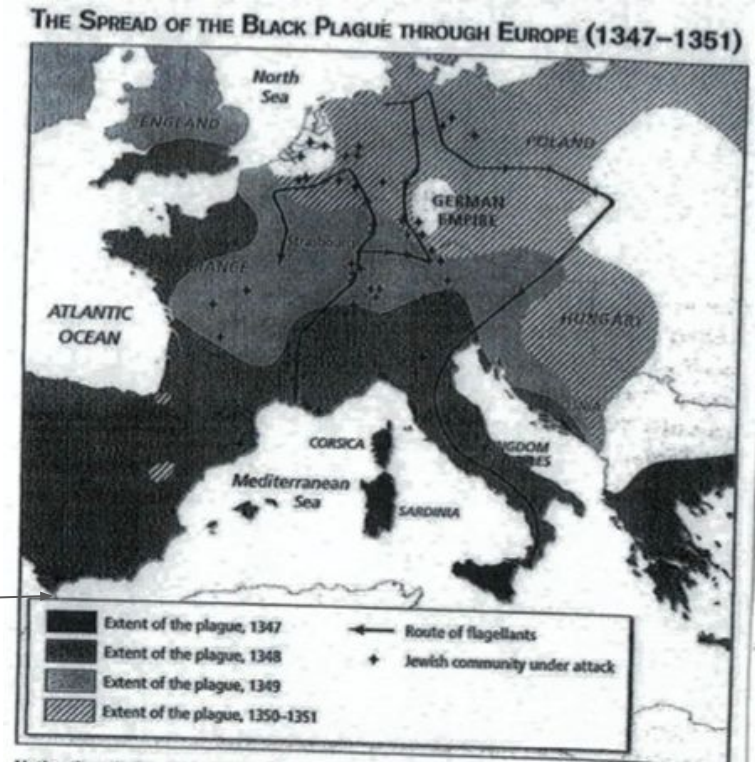 THE SPREAD OF THE BLACK PLAGUE THROUGH EUROPE (1347–1351)
North
Sea
ENGLAND
POLAND
GERMAN
EMPIRE
Strasbourg
FRANCE
ATLANTIC
OCEAN
HUNGARY
CORSICA
Mediterranean
Sea
SARDINIA
Extent of the plague, 1347
Extent of the plague, 1348
Extent of the plague, 1349
Extent of the plague, 1350–1351
Route of flagellants
Jewish community under attack